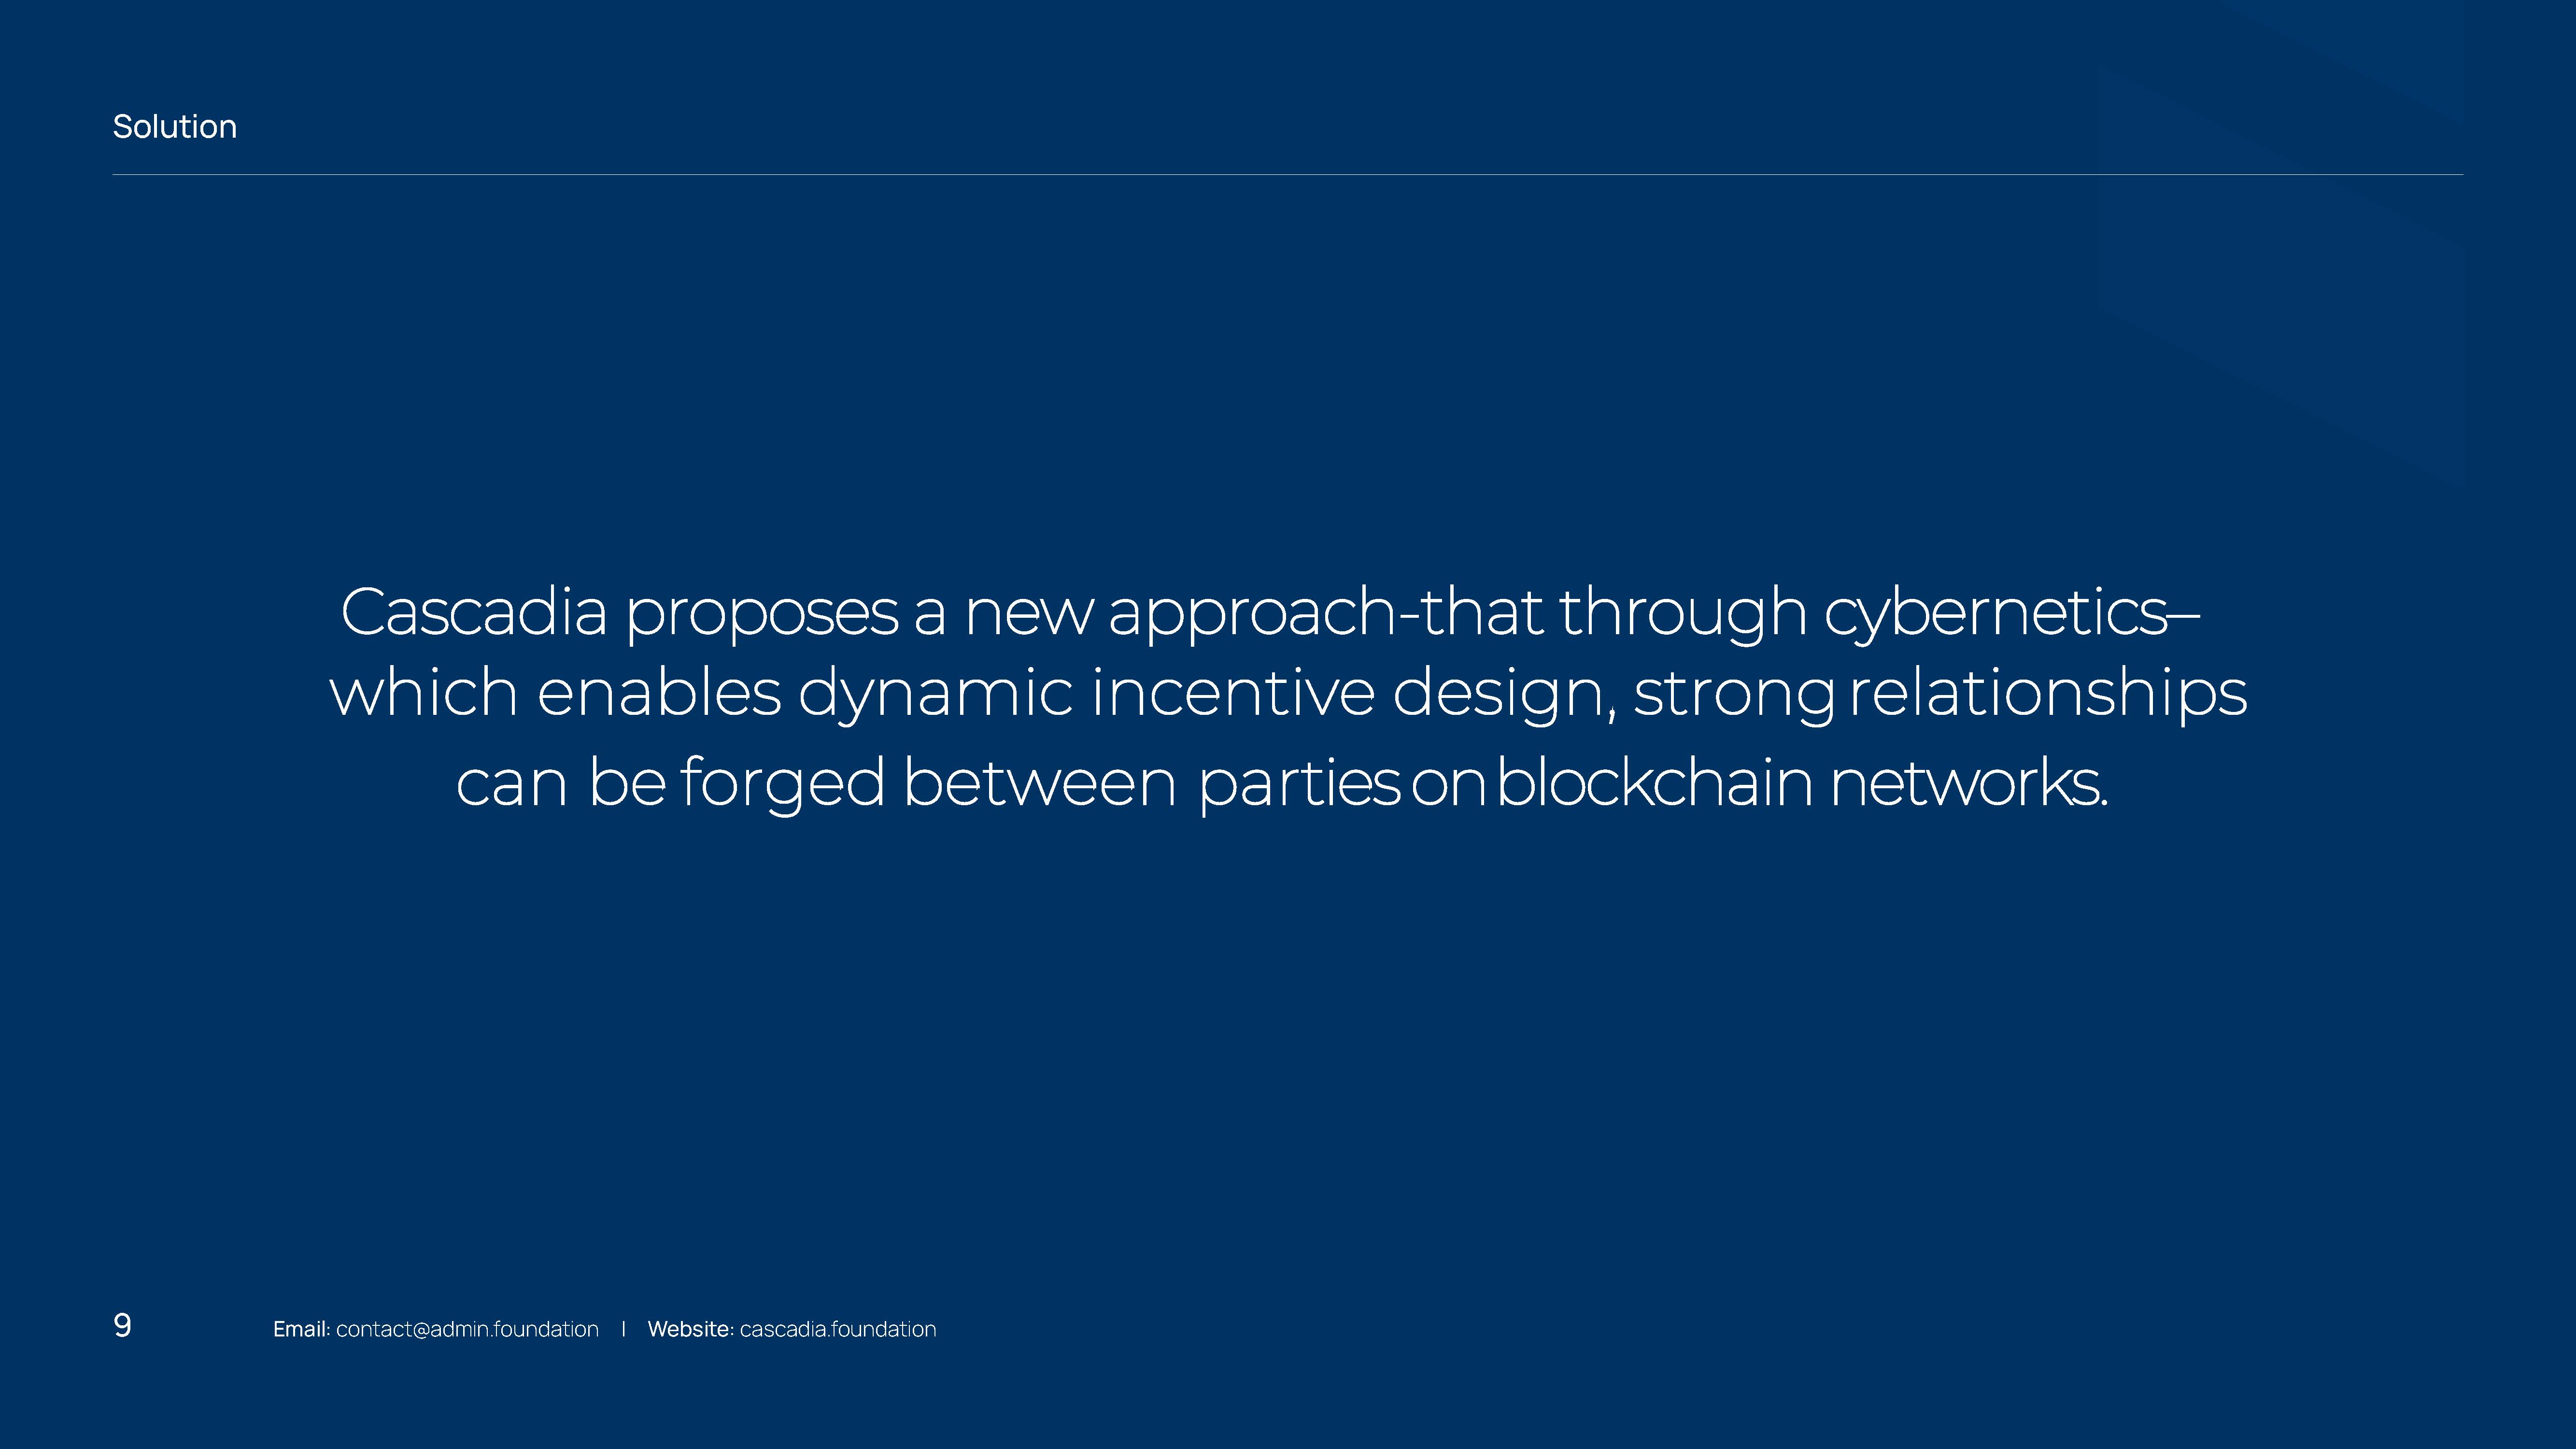 Solution
Cascadia proposes a new approach-that through cybernetics–
which enables dynamic incentive design, strong relationships
can be forged between parties on blockchain networks.
9 Email: contact@admin.foundation | Website: cascadia.foundation